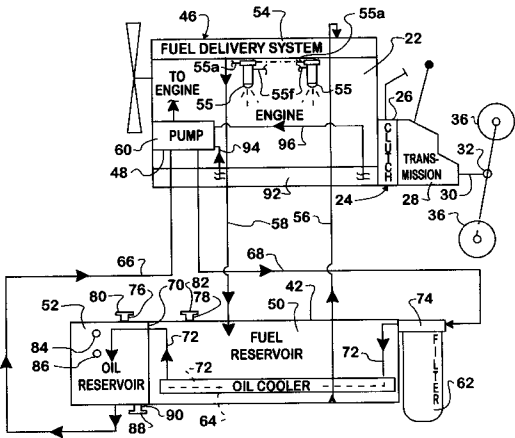 46
54
55a
FUEL DELIVERY SYSTEM
22
TO
ENGINE
55a
55f
55
55
26
ENGINE
PUMP
60
96
94
48
92
CLUTCH
TRANS-
MISSION
36
32
30
28
24
36
58
56
66
68
52
80
76
70
82
78
50
42
74
84
86
72
FUEL
RESERVOIR
72
OIL
RESERVOIR
72
OIL COOLER
FILTER
62
64
90
88